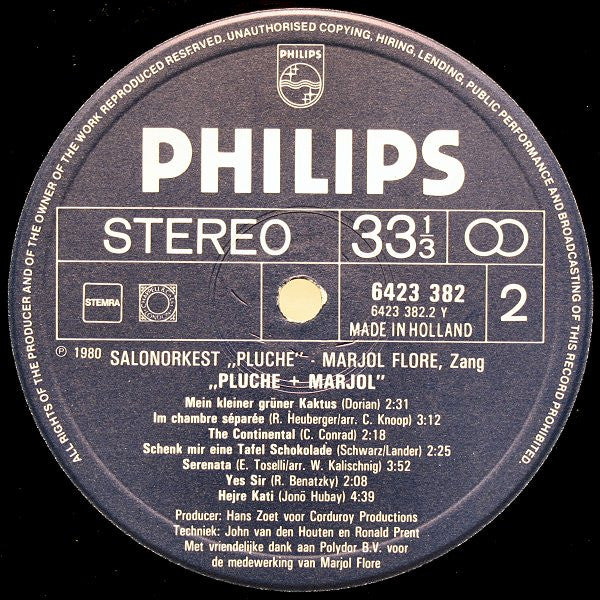 ALL RIGHTS OF THE PRODUCER AND OF THE OWNER OF THE WORK REPRODUCED RESERVED. UNAUTHORISED COPYING, HIRING, LENDING, PUBLIC PERFORMANCE AND BROADCASTING OF THIS RECORD PROHIBITED.
PHILIPS
PHILIPS
STEREO 33 1/3
STEMRA
6423 382
6423 382.2 Y
MADE IN HOLLAND
2
Ⓟ 1980 SALONORKEST „PLUCHE" - MARJOL FLORE, Zang
„PLUCHE + MARJOL"
Mein kleiner grüner Kaktus (Dorian) 2:31
Im chambre séparée (R. Heuberger/arr. C. Knoop) 3:12
The Continental (C. Conrad) 2:18
Schenk mir eine Tafel Schokolade (Schwarz/Lander) 2:25
Serenata (E. Toselli/arr. W. Kalischnig) 3:52
Yes Sir (R. Benatzky) 2:08
Hejre Kati (Jonö Hubay) 4:39
Producer: Hans Zoet voor Corduroy Productions
Techniek: John van den Houten en Ronald Prent
Met vriendelijke dank aan Polydor B.V. voor
de medewerking van Marjol Flore